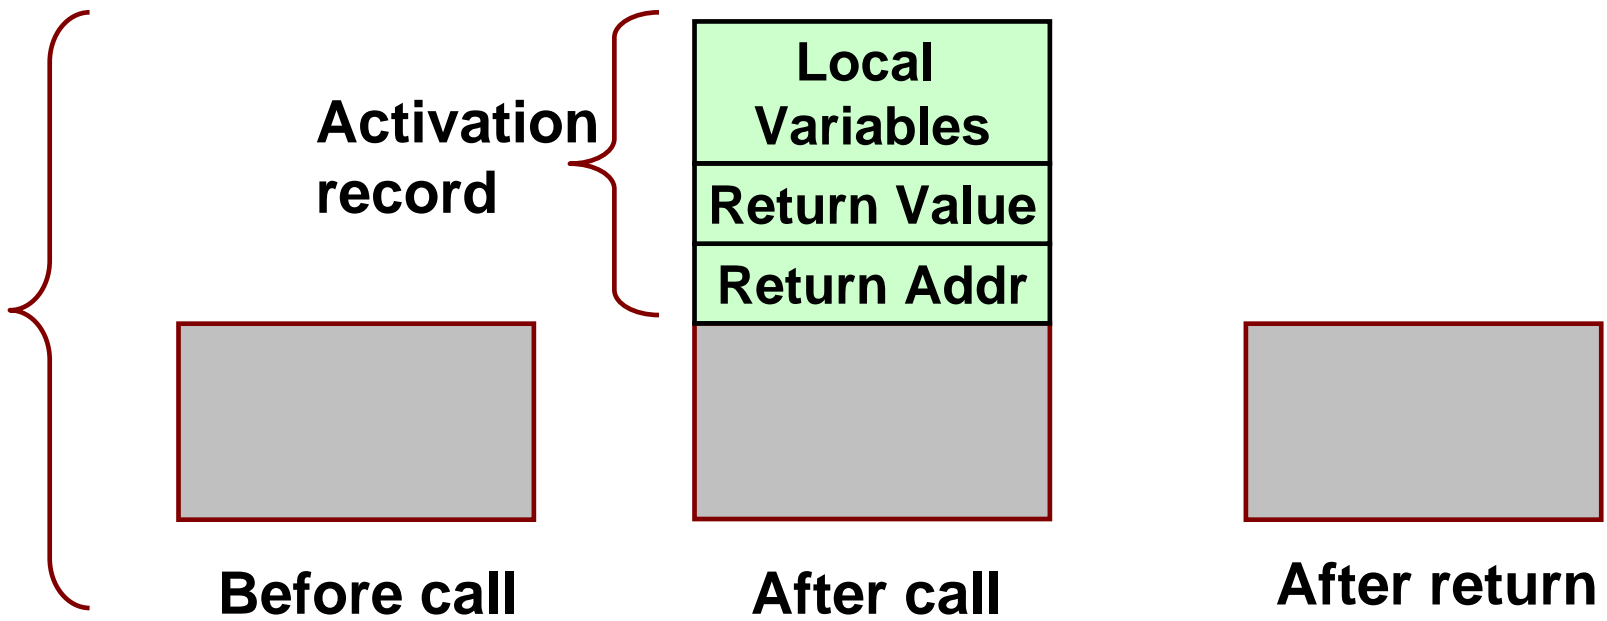 Activation
record
Local
Variables
Return Value
Return Addr
Before call
After call
After return